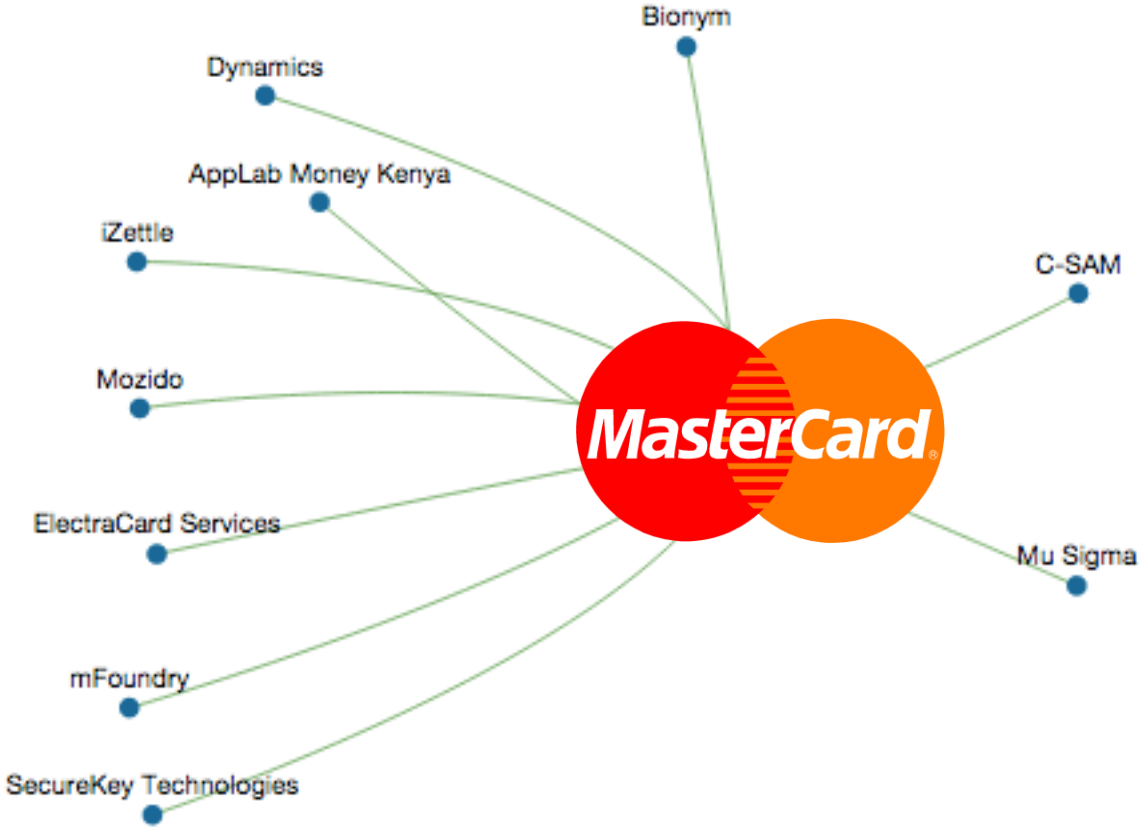 Bionym
Dynamics
AppLab Money Kenya
iZettle
C-SAM
Mozido
MasterCard®
ElectraCard Services
Mu Sigma
mFoundry
SecureKey Technologies